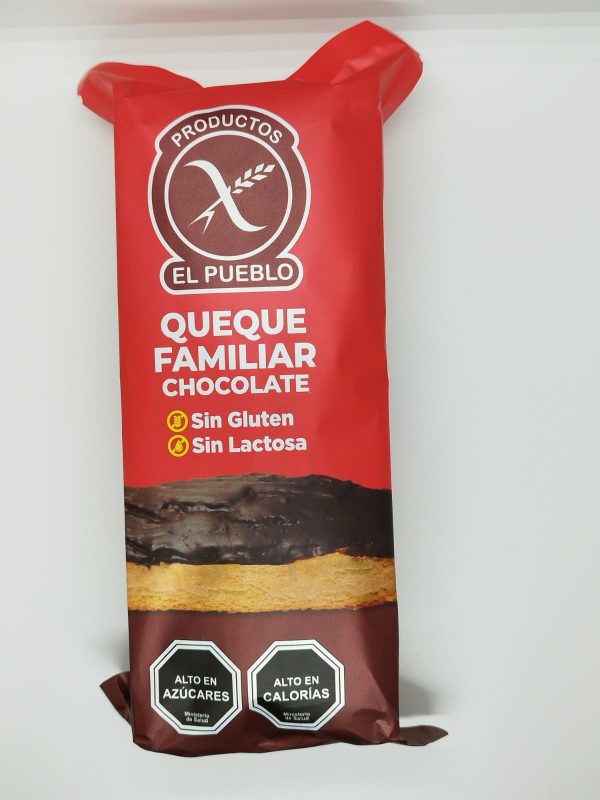 PRODUCTOS
EL PUEBLO
QUEQUE
FAMILIAR
CHOCOLATE
Sin Gluten
Sin Lactosa
ALTO EN
AZÚCARES
Ministerio
de Salud
ALTO EN
CALORÍAS
Ministerio
de Salud